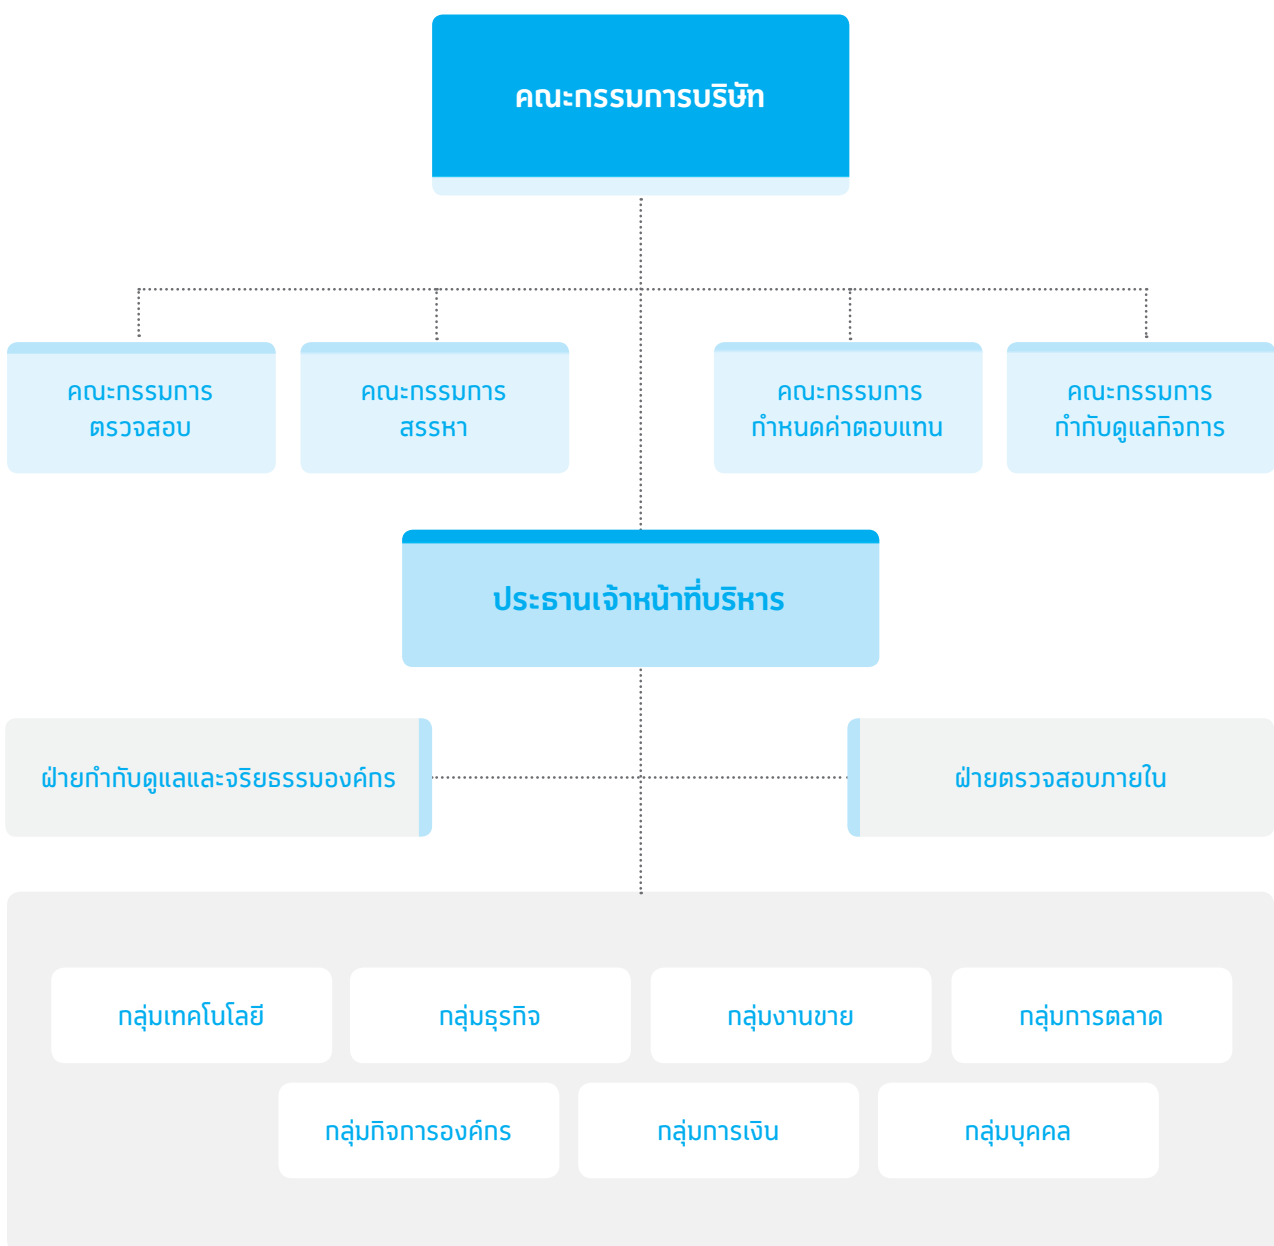 คณะกรรมการบริษัท
คณะกรรมการ
ตรวจสอบ
คณะกรรมการ
สรรหา
คณะกรรมการ
กำหนดค่าตอบแทน
คณะกรรมการ
กำกับดูแลกิจการ
ประธานเจ้าหน้าที่บริหาร
ฝ่ายกำกับดูแลและจริยธรรมองค์กร
ฝ่ายตรวจสอบภายใน
กลุ่มเทคโนโลยี
กลุ่มธุรกิจ
กลุ่มงานขาย
กลุ่มการตลาด
กลุ่มกิจการองค์กร
กลุ่มการเงิน
กลุ่มบุคคล